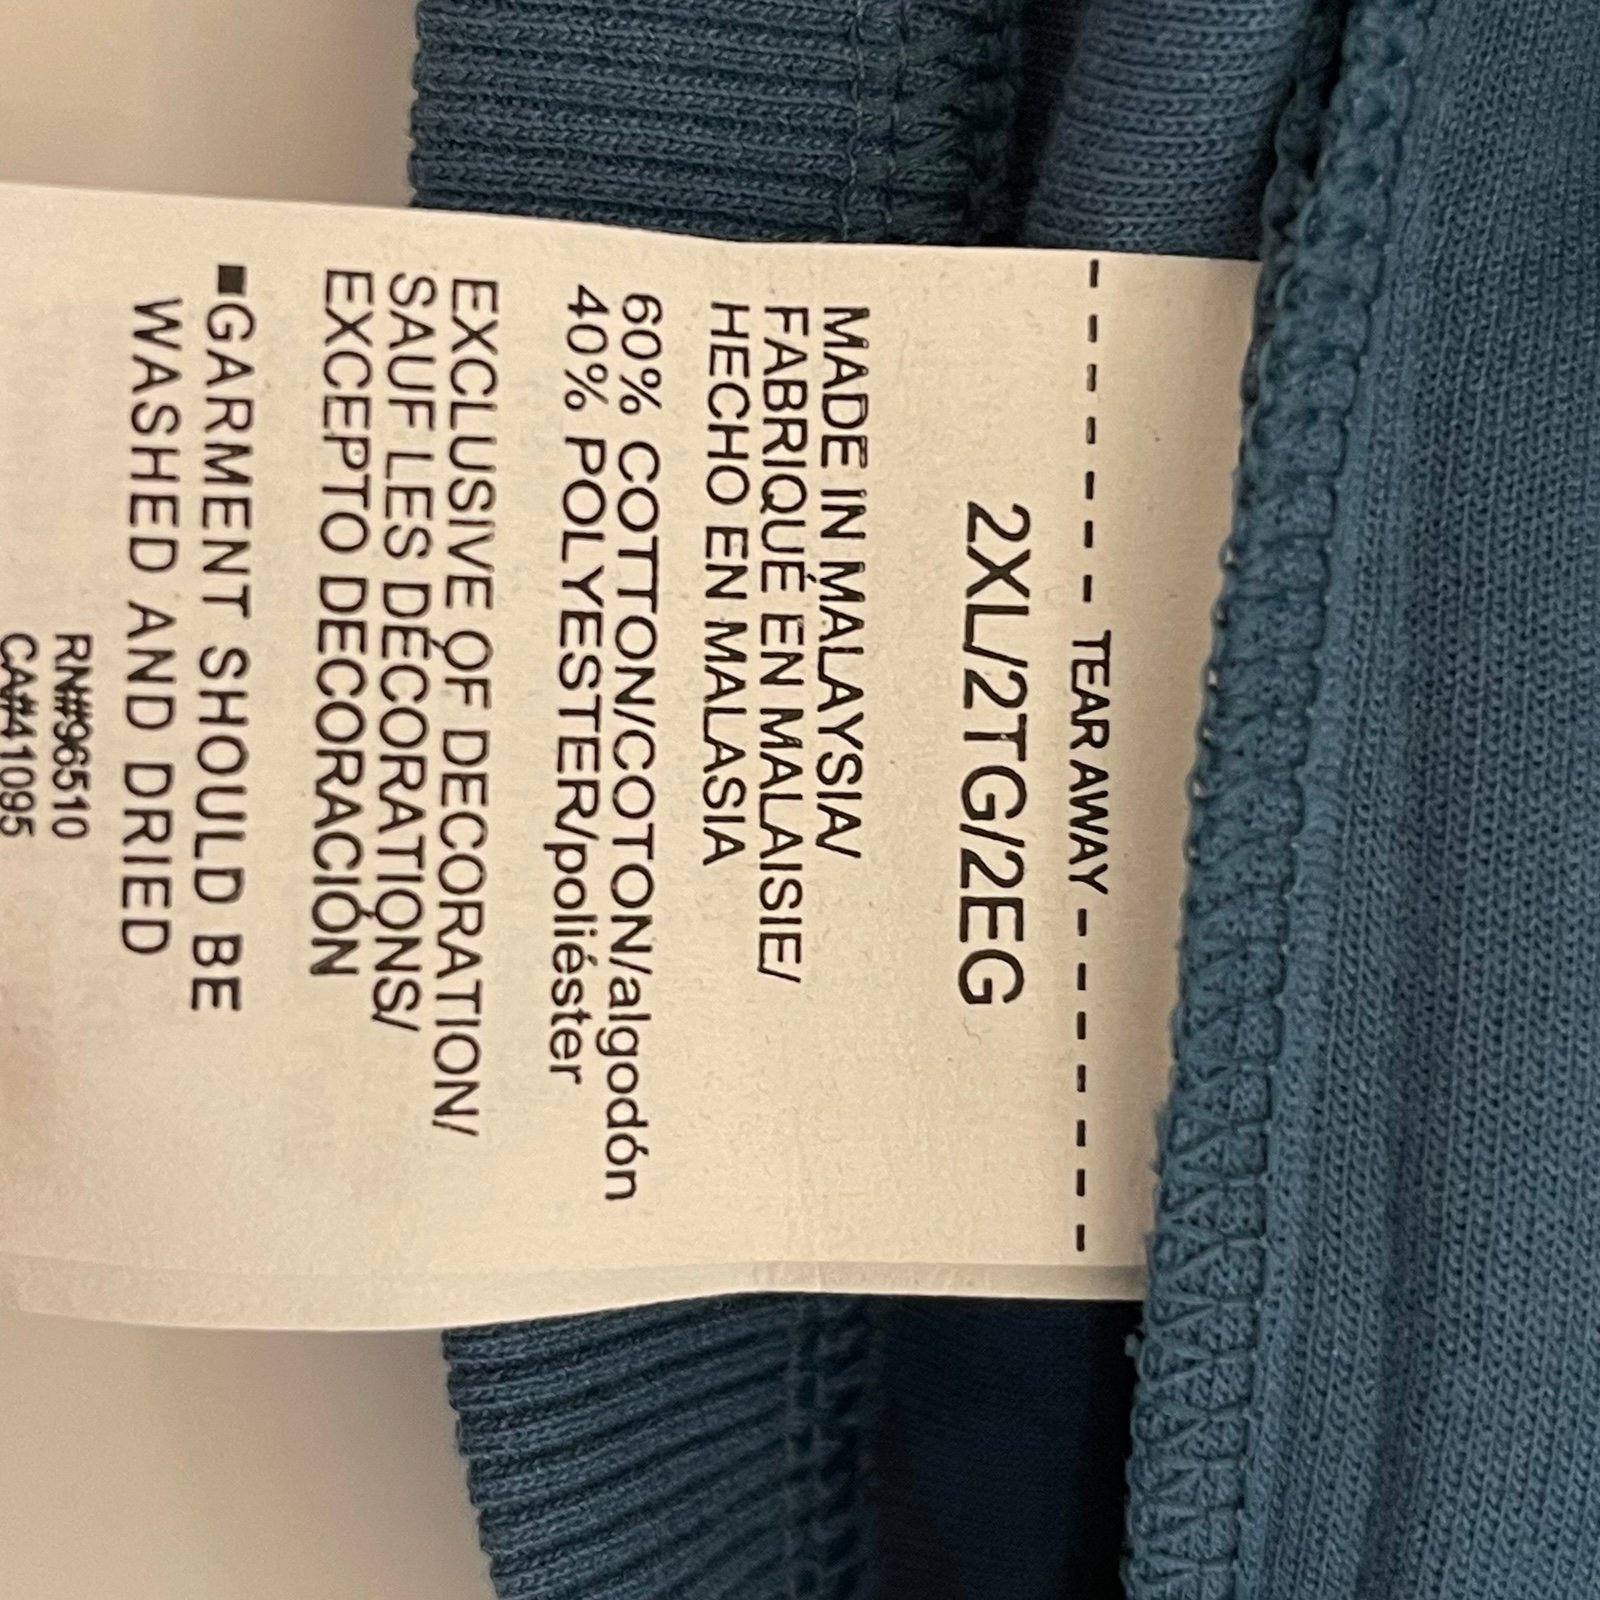 - - - - - - - TEAR AWAY - - - - - - -
2XL/2TG/2EG
MADE IN MALAYSIA/
FABRIQUÉ EN MALAISIE/
HECHO EN MALASIA
60% COTTON/COTON/algodón
40% POLYESTER/poliéster
EXCLUSIVE OF DECORATION/
SAUF LES DÉCORATIONS/
EXCEPTO DECORACIÓN
■GARMENT SHOULD BE
WASHED AND DRIED
RN#96510
CA#41095